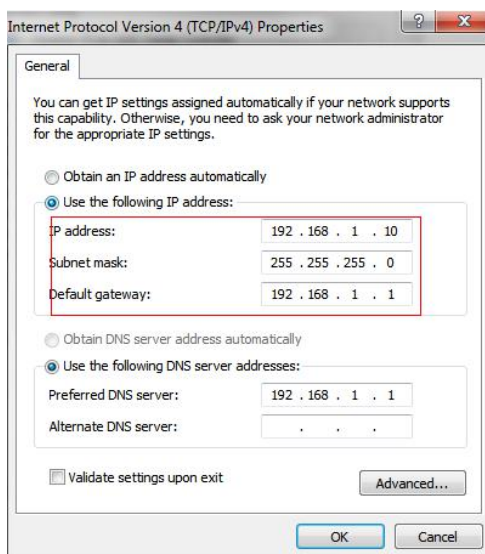 Internet Protocol Version 4 (TCP/IPv4) Properties
? X
General
You can get IP settings assigned automatically if your network supports
this capability. Otherwise, you need to ask your network administrator
for the appropriate IP settings.
Obtain an IP address automatically
Use the following IP address:
IP address: 192 . 168 . 1 . 10
Subnet mask: 255 . 255 . 255 . 0
Default gateway: 192 . 168 . 1 . 1
Obtain DNS server address automatically
Use the following DNS server addresses:
Preferred DNS server: 192 . 168 . 1 . 1
Alternate DNS server: . . .
Validate settings upon exit
Advanced...
OK Cancel